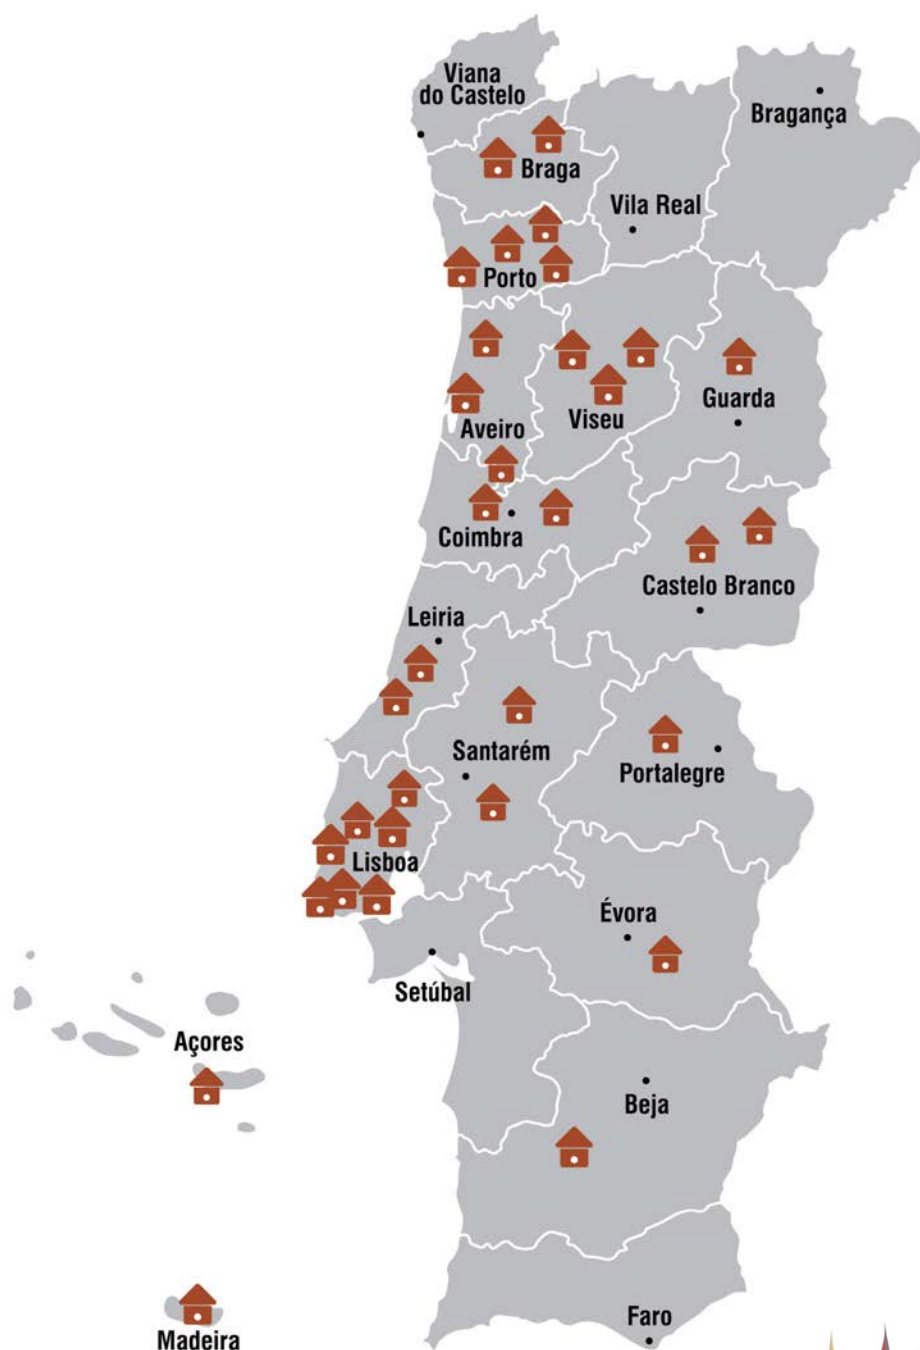 Viana
do Castelo
Bragança
Braga
Vila Real
Porto
Guarda
Viseu
Aveiro
Coimbra
Castelo Branco
Leiria
Santarém
Portalegre
Lisboa
Évora
Setúbal
Açores
Beja
Faro
Madeira